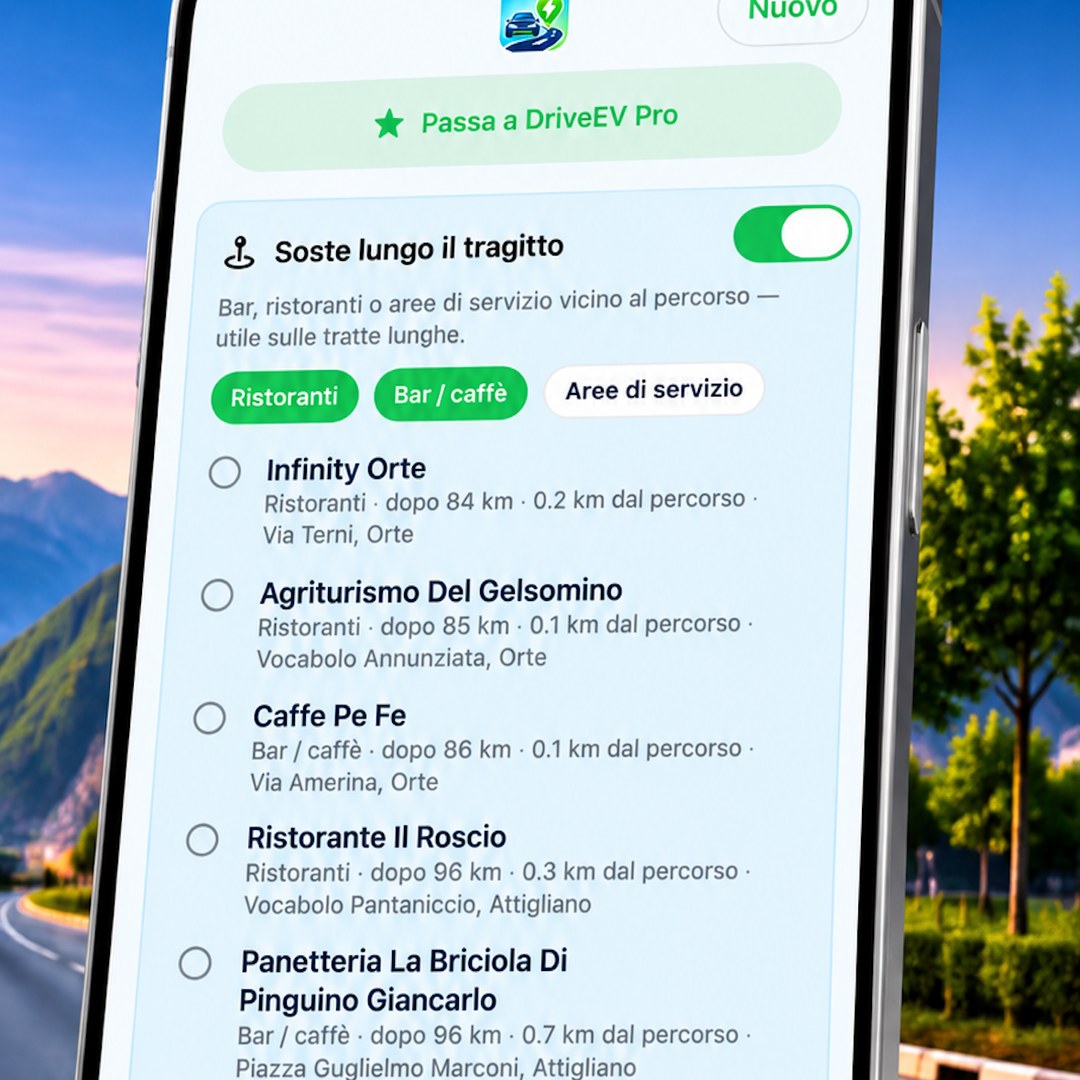 Nuovo
Passa a DriveEV Pro
Soste lungo il tragitto
Bar, ristoranti o aree di servizio vicino al percorso —
utile sulle tratte lunghe.
Ristoranti
Bar / caffè
Aree di servizio
Infinity Orte
Ristoranti · dopo 84 km · 0.2 km dal percorso ·
Via Terni, Orte
Agriturismo Del Gelsomino
Ristoranti · dopo 85 km · 0.1 km dal percorso ·
Vocabolo Annunziata, Orte
Caffe Pe Fe
Bar / caffè · dopo 86 km · 0.1 km dal percorso ·
Via Amerina, Orte
Ristorante Il Roscio
Ristoranti · dopo 96 km · 0.3 km dal percorso ·
Vocabolo Pantaniccio, Attigliano
Panetteria La Briciola Di
Pinguino Giancarlo
Bar / caffè · dopo 96 km · 0.7 km dal percorso ·
Piazza Guglielmo Marconi, Attigliano